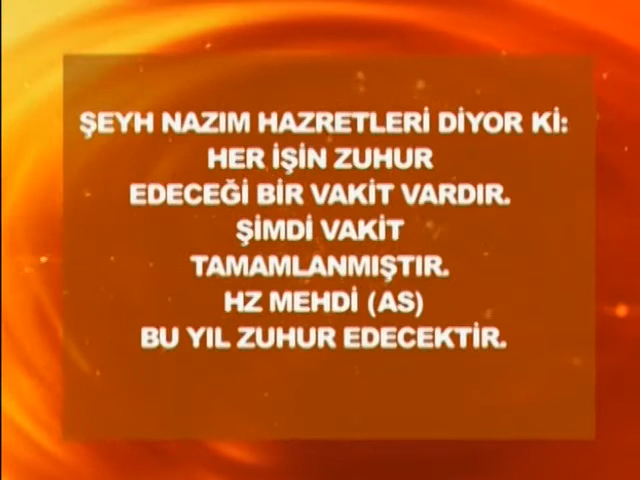 ŞEYH NAZIM HAZRETLERİ DİYOR Kİ:
HER İŞİN ZUHUR
EDECEĞİ BİR VAKİT VARDIR.
ŞİMDİ VAKİT
TAMAMLANMIŞTIR.
HZ MEHDİ (AS)
BU YIL ZUHUR EDECEKTİR.